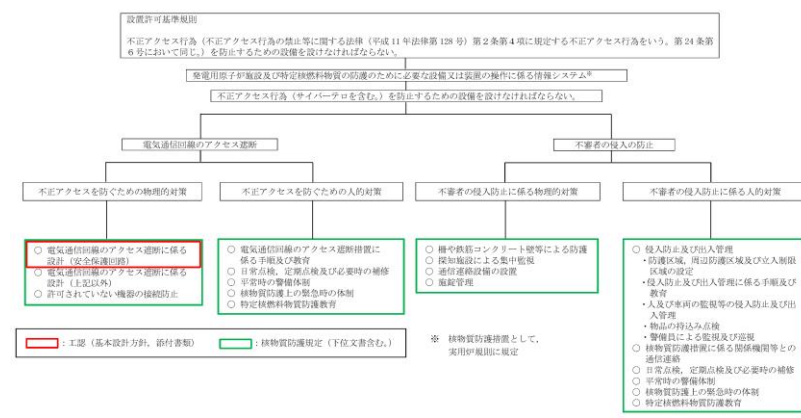 設置許可基準規則
不正アクセス行為(不正アクセス行為の禁止等に関する法律(平成11年法律第128号)第2条第4項に規定する不正アクセス行為をいう。第24条第
6号において同じ。)を防止するための設備を設けなければならない。
発電用原子炉施設及び特定核燃料物質の防護のために必要な設備又は装置の操作に係る情報システム※
不正アクセス行為(サイバーテロを含む。)を防止するための設備を設けなければならない。
電気通信回線のアクセス遮断
不審者の侵入の防止
不正アクセスを防ぐための物理的対策
不正アクセスを防ぐための人的対策
不審者の侵入防止に係る物理的対策
不審者の侵入防止に係る人的対策
○ 電気通信回線のアクセス遮断に係る
設計(安全保護回路)
○ 電気通信回線のアクセス遮断に係る
設計(上記以外)
○ 許可されていない機器の接続防止
○ 電気通信回線のアクセス遮断措置に
係る手順及び教育
○ 日常点検,定期点検及び必要時の補修
○ 平常時の警備体制
○ 核物質防護上の緊急時の体制
○ 特定核燃料物質防護教育
○ 柵や鉄筋コンクリート壁等による防護
○ 探知施設による集中監視
○ 通信連絡設備の設置
○ 施錠管理
○ 侵入防止及び出入管理
・防護区域,周辺防護区域及び立入制限
区域の設定
・侵入防止及び出入管理に係る手順及び
教育
・人及び車両の監視等の侵入防止及び出
入管理
・物品の持込み点検
・警備員による監視及び巡視
○ 核物質防護措置に係る関係機関等との
通信連絡
○ 日常点検,定期点検及び必要時の補修
○ 平常時の警備体制
○ 核物質防護上の緊急時の体制
○ 特定核燃料物質防護教育
:工認(基本設計方針,添付書類)
:核物質防護規定(下位文書含む。)
※ 核物質防護措置として,
実用炉規則に規定